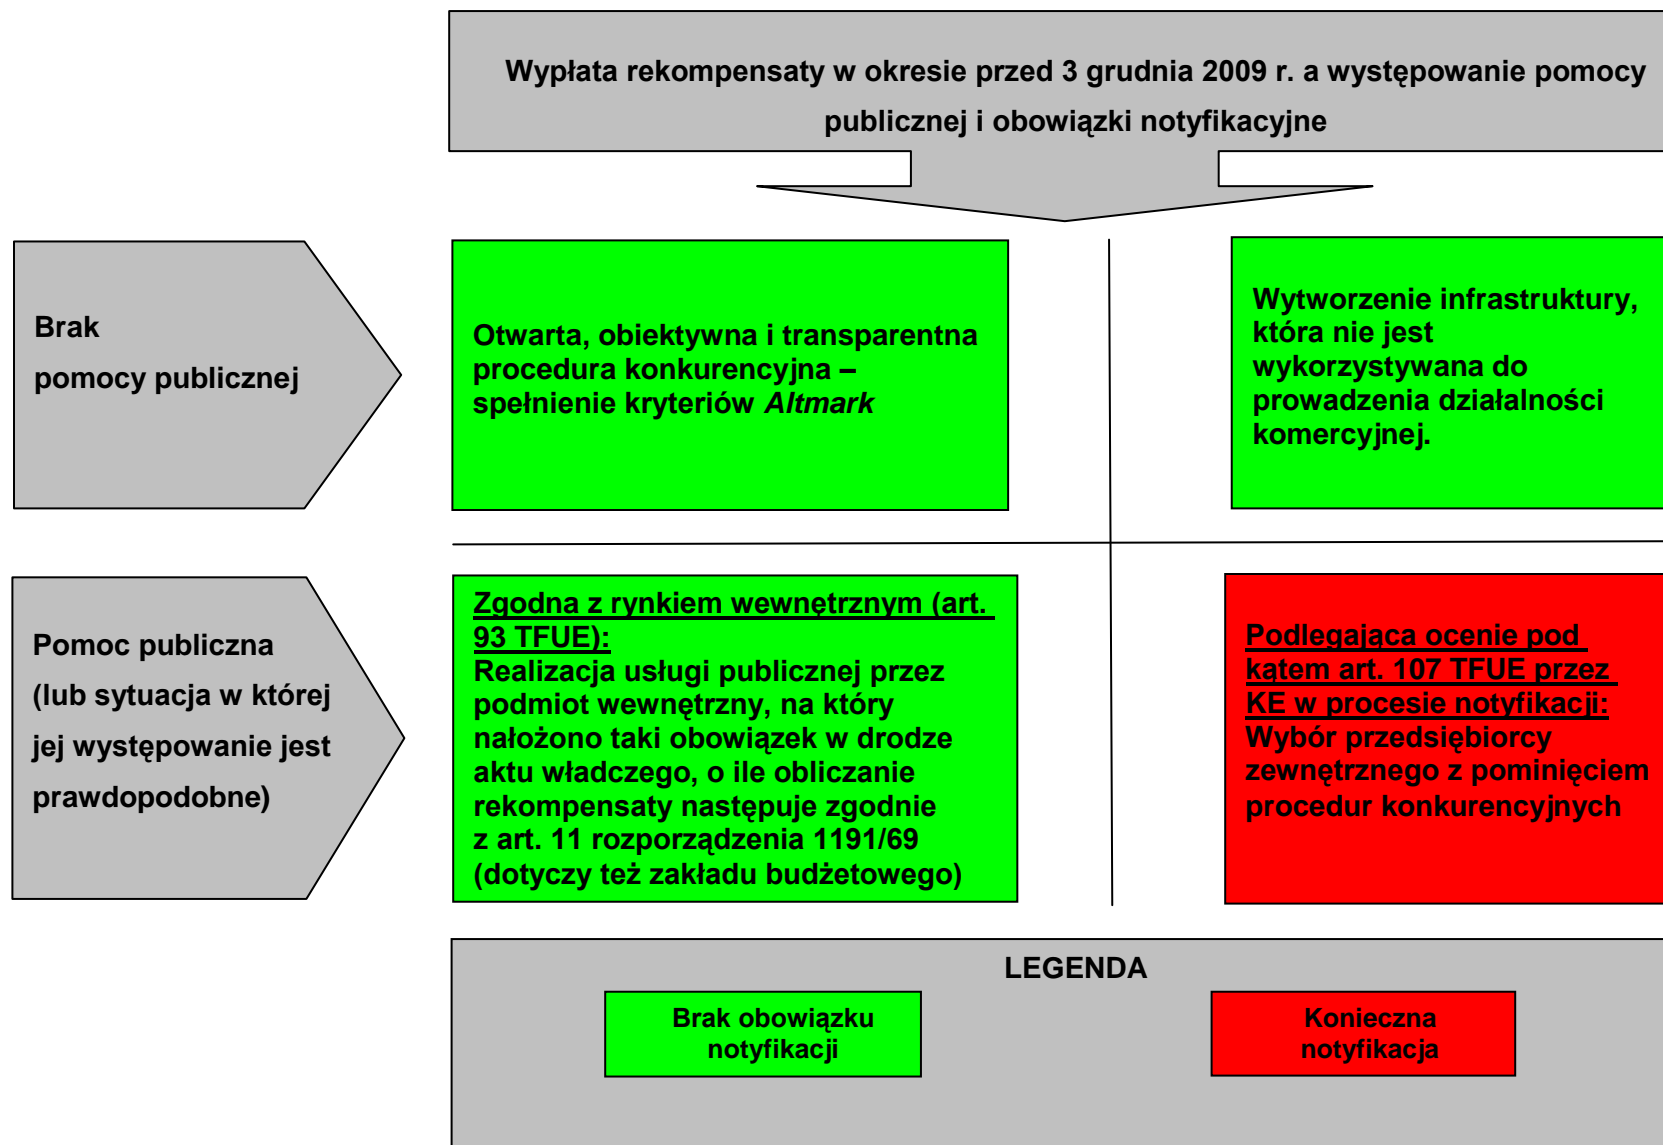 Wypłata rekompensaty w okresie przed 3 grudnia 2009 r. a występowanie pomocy
publicznej i obowiązki notyfikacyjne
Brak
pomocy publicznej
Otwarta, obiektywna i transparentna
procedura konkurencyjna –
spełnienie kryteriów Altmark
Wytworzenie infrastruktury,
która nie jest
wykorzystywana do
prowadzenia działalności
komercyjnej.
Pomoc publiczna
(lub sytuacja w której
jej występowanie jest
prawdopodobne)
Zgodna z rynkiem wewnętrznym (art.
93 TFUE):
Realizacja usługi publicznej przez
podmiot wewnętrzny, na który
nałożono taki obowiązek w drodze
aktu władczego, o ile obliczanie
rekompensaty następuje zgodnie
z art. 11 rozporządzenia 1191/69
(dotyczy też zakładu budżetowego)
Podlegająca ocenie pod
kątem art. 107 TFUE przez
KE w procesie notyfikacji:
Wybór przedsiębiorcy
zewnętrznego z pominięciem
procedur konkurencyjnych
LEGENDA
Brak obowiązku
notyfikacji
Konieczna
notyfikacja